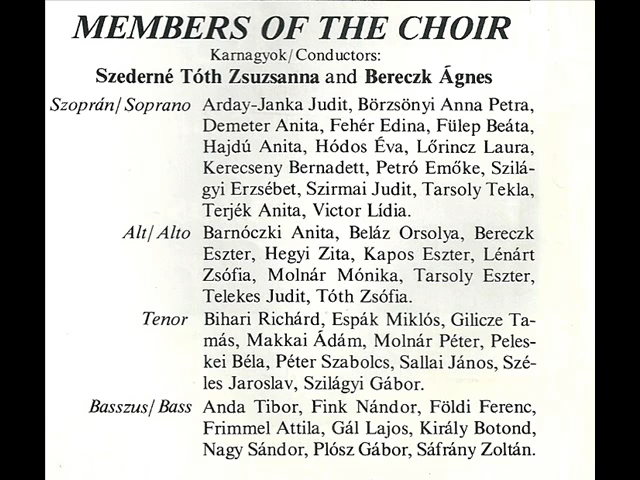 MEMBERS OF THE CHOIR
Karnagyok/Conductors:
Szederné Tóth Zsuzsanna and Bereczk Ágnes
Szoprán/Soprano Arday-Janka Judit, Börzsönyi Anna Petra,
Demeter Anita, Fehér Edina, Fülep Beáta,
Hajdú Anita, Hódos Éva, Lőrincz Laura,
Kerecseny Bernadett, Petró Emőke, Szilá-
gyi Erzsébet, Szirmai Judit, Tarsoly Tekla,
Terjék Anita, Victor Lídia.
Alt/Alto Barnóczki Anita, Beláz Orsolya, Bereczk
Eszter, Hegyi Zita, Kapos Eszter, Lénárt
Zsófia, Molnár Mónika, Tarsoly Eszter,
Telekes Judit, Tóth Zsófia.
Tenor Bihari Richárd, Espák Miklós, Gilicze Ta-
más, Makkai Ádám, Molnár Péter, Peles-
kei Béla, Péter Szabolcs, Sallai János, Szé-
les Jaroslav, Szilágyi Gábor.
Basszus/Bass Anda Tibor, Fink Nándor, Földi Ferenc,
Frimmel Attila, Gál Lajos, Király Botond,
Nagy Sándor, Plósz Gábor, Sáfrány Zoltán.